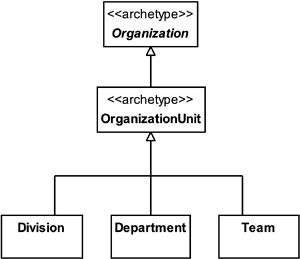 <<archetype>>
Organization
<<archetype>>
OrganizationUnit
Division
Department
Team